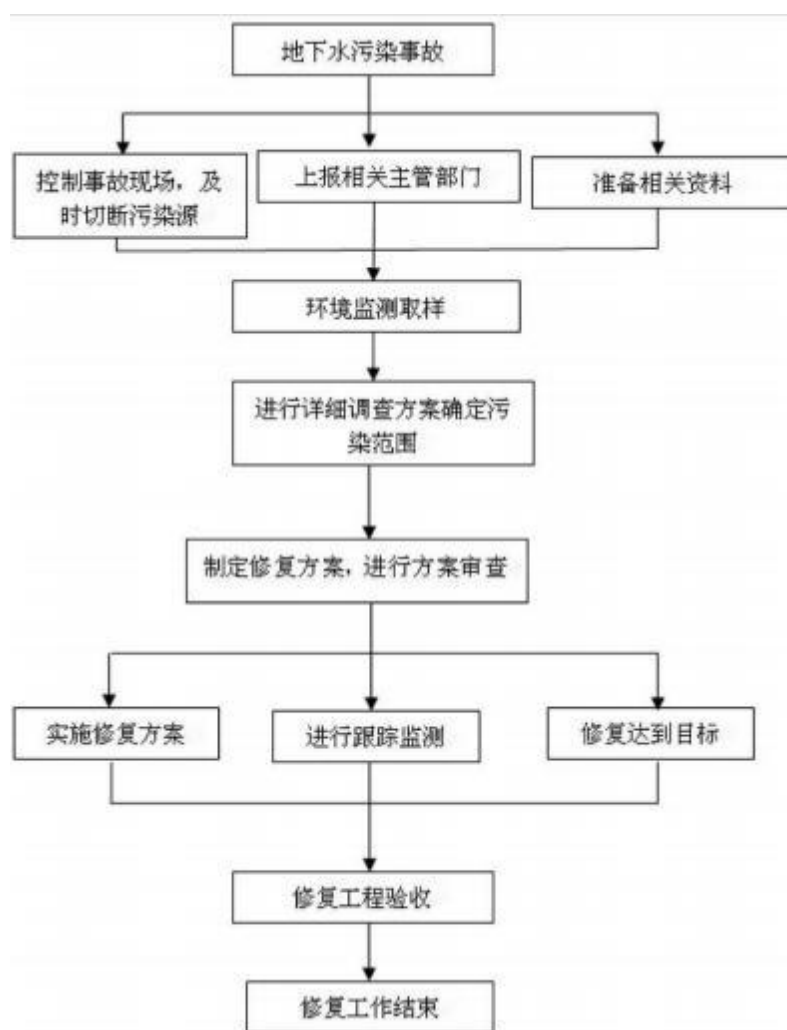 地下水污染事故
控制事故现场，及
时切断污染源
上报相关主管部门
准备相关资料
环境监测取样
进行详细调查方案确定污
染范围
制定修复方案，进行方案审查
实施修复方案
进行跟踪监测
修复达到目标
修复工程验收
修复工作结束